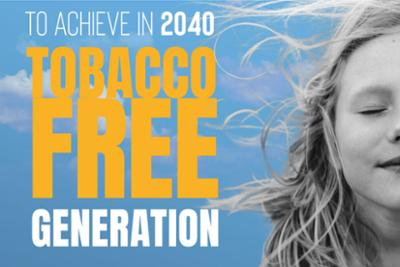 TO ACHIEVE IN 2040
TOBACCO
FREE
GENERATION